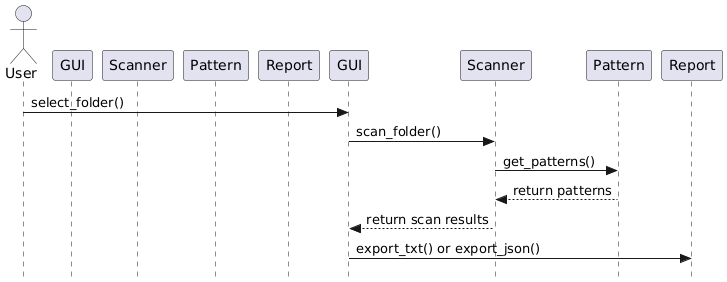 User
GUI
Scanner
Pattern
Report
GUI
Scanner
Pattern
Report
select_folder()
scan_folder()
get_patterns()
return patterns
return scan results
export_txt() or export_json()